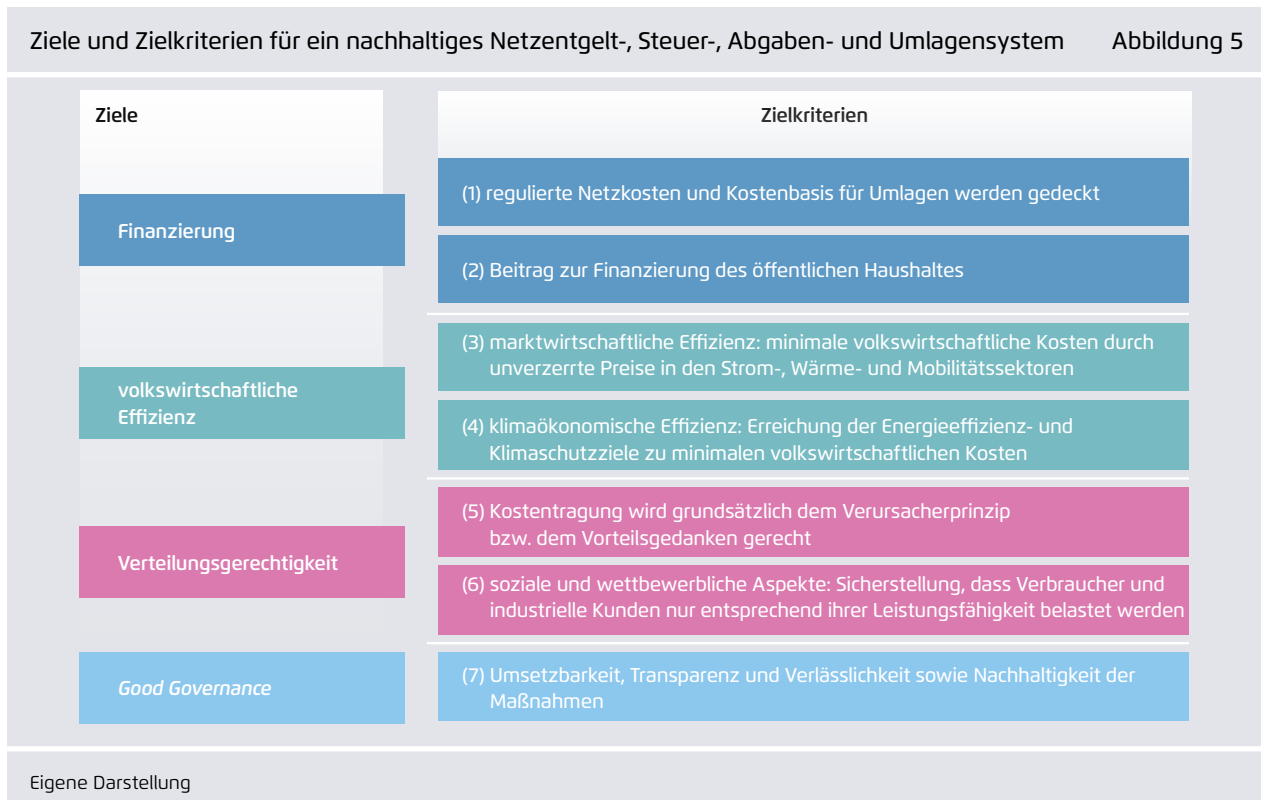 Ziele und Zielkriterien für ein nachhaltiges Netzentgelt-, Steuer-, Abgaben- und Umlagensystem Abbildung 5
Ziele
Zielkriterien
Finanzierung
(1) regulierte Netzkosten und Kostenbasis für Umlagen werden gedeckt
(2) Beitrag zur Finanzierung des öffentlichen Haushaltes
volkswirtschaftliche
Effizienz
(3) marktwirtschaftliche Effizienz: minimale volkswirtschaftliche Kosten durch
unverzerrte Preise in den Strom-, Wärme- und Mobilitätssektoren
(4) klimaökonomische Effizienz: Erreichung der Energieeffizienz- und
Klimaschutzziele zu minimalen volkswirtschaftlichen Kosten
Verteilungsgerechtigkeit
(5) Kostentragung wird grundsätzlich dem Verursacherprinzip
bzw. dem Vorteilsgedanken gerecht
(6) soziale und wettbewerbliche Aspekte: Sicherstellung, dass Verbraucher und
industrielle Kunden nur entsprechend ihrer Leistungsfähigkeit belastet werden
Good Governance
(7) Umsetzbarkeit, Transparenz und Verlässlichkeit sowie Nachhaltigkeit der
Maßnahmen
Eigene Darstellung